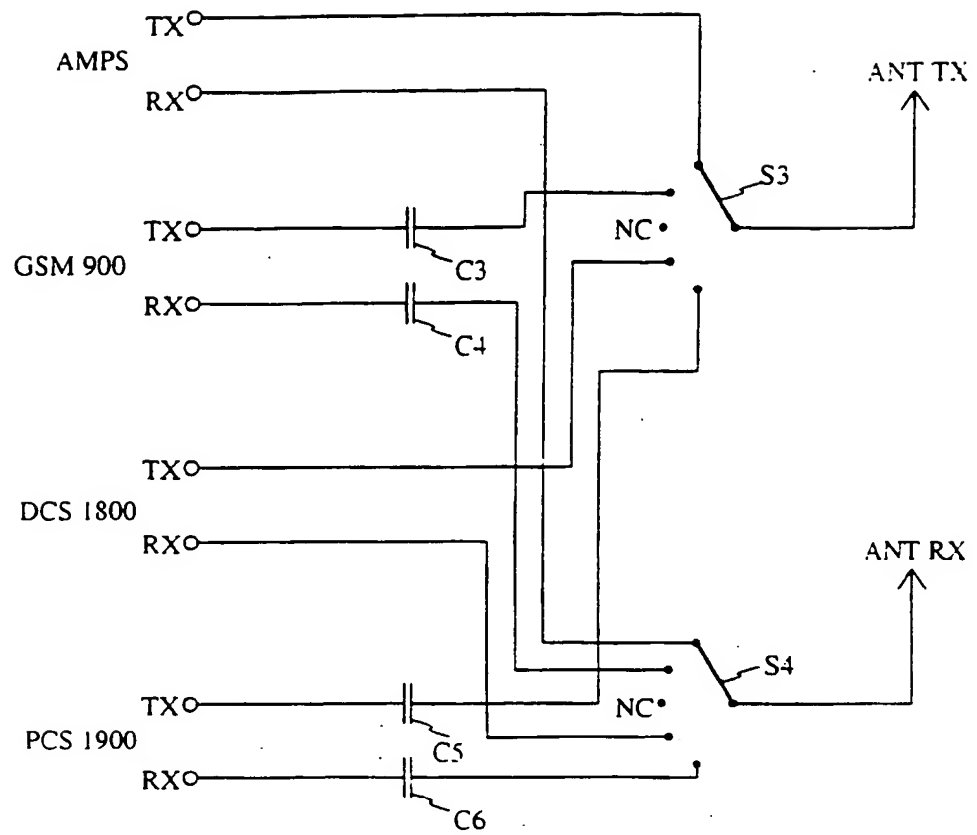 TX
AMPS
RX
ANT TX
S3
TX
NC
GSM 900
C3
RX
C4
TX
DCS 1800
RX
ANT RX
S4
TX
NC
PCS 1900
C5
RX
C6